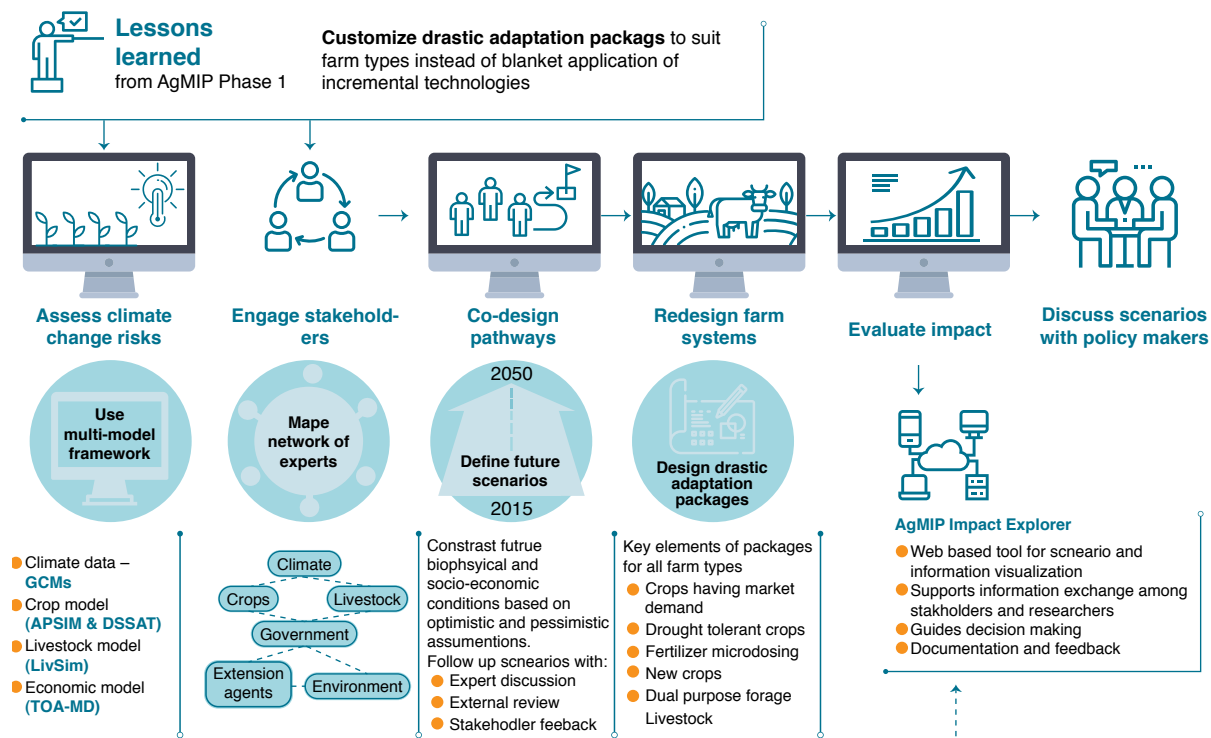 Lessons
learned
from AgMIP Phase 1
Customize drastic adaptation packags to suit
farm types instead of blanket application of
incremental technologies
Assess climate
change risks
Engage stakehold-
ers
Co-design
pathways
Redesign farm
systems
Evaluate impact
Discuss scenarios
with policy makers
Use
multi-model
framework
Mape
network of
experts
2050
Define future
scenarios
2015
Design drastic
adaptation
packages
Climate data –
GCMs
Crop model
(APSIM & DSSAT)
Livestock model
(LivSim)
Economic model
(TOA-MD)
Climate
Crops
Livestock
Government
Extension
agents
Environment
Constrast futrue
biophsyical and
socio-economic
conditions based on
optimistic and pessimistic
assumentions.
Follow up scnearios with:
Expert discussion
External review
Stakehodler feeback
Key elements of packages
for all farm types
Crops having market
demand
Drought tolerant crops
Fertilizer microdosing
New crops
Dual purpose forage
Livestock
AgMIP Impact Explorer
Web based tool for scneario and
information visualization
Supports information exchange among
stakholders and researchers
Guides decision making
Documentation and feedback